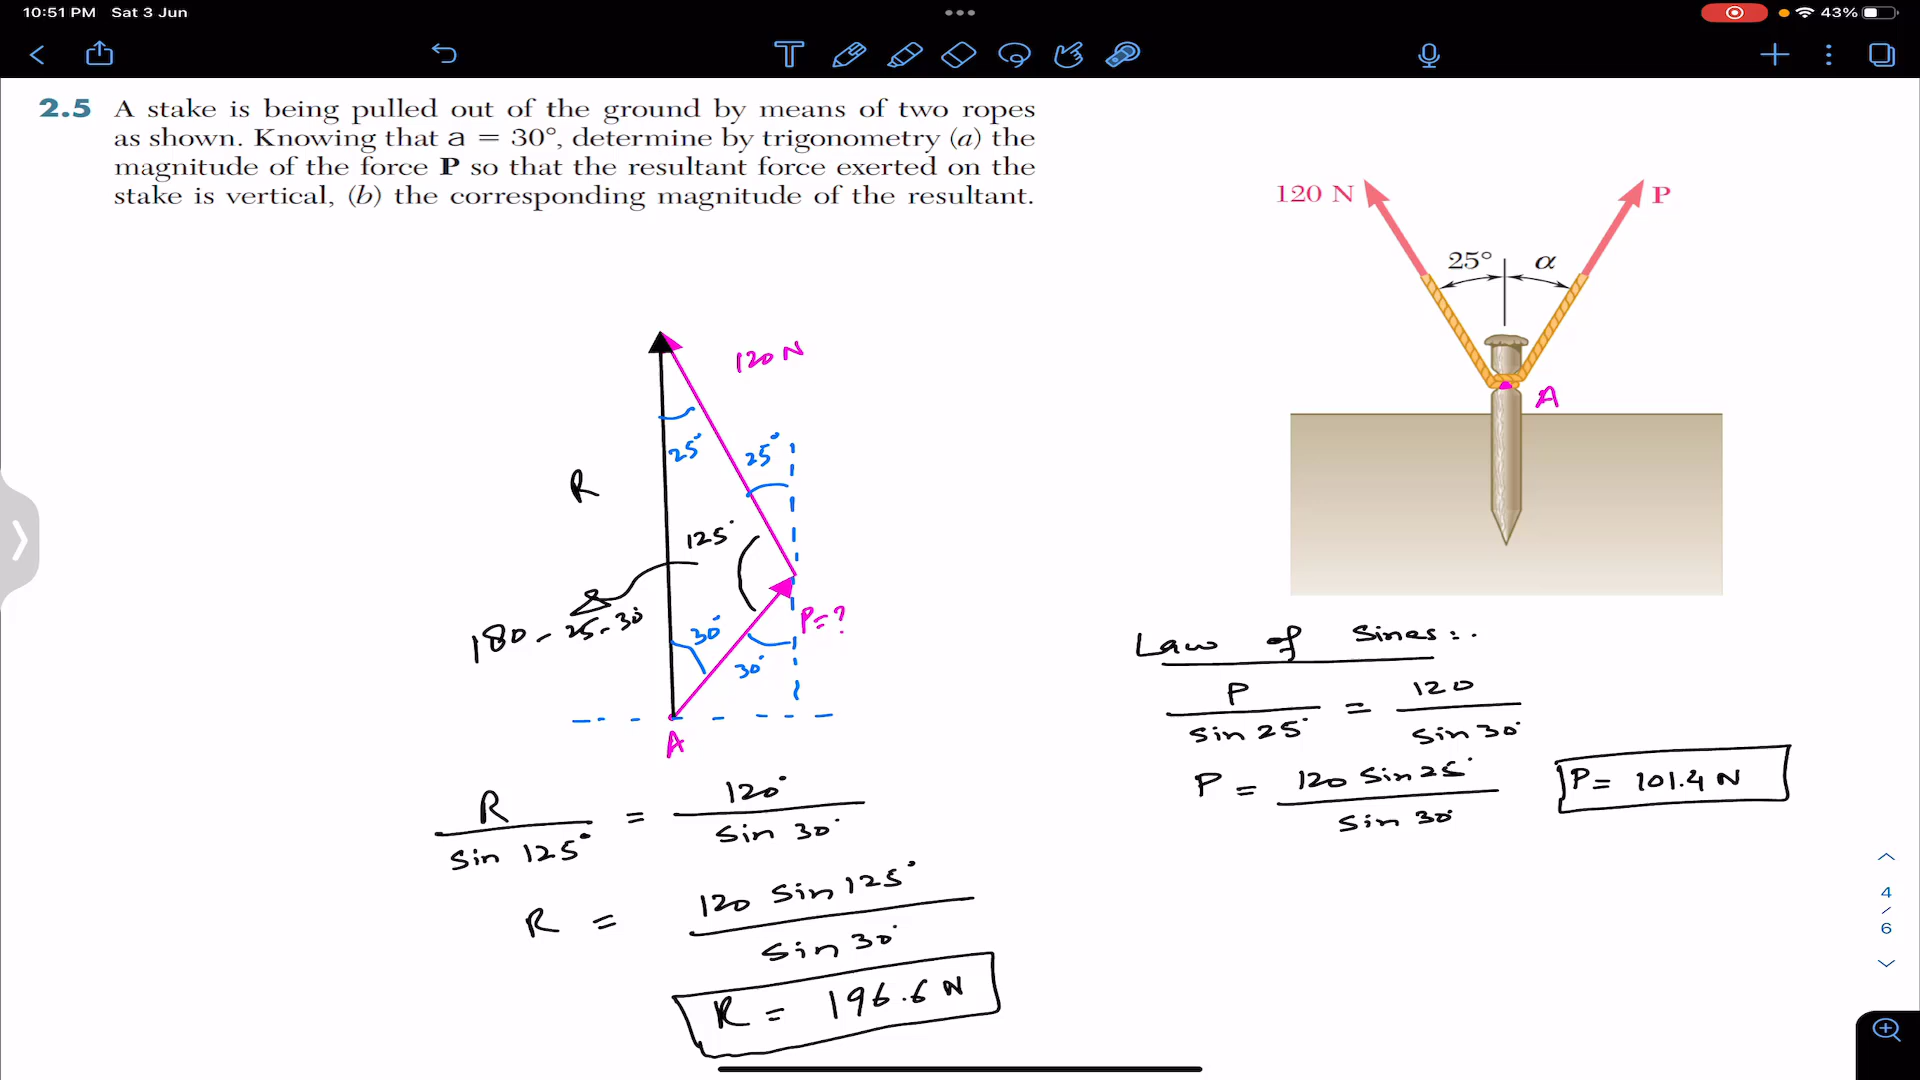 10:51 PM Sat 3 Jun
43%
2.5 A stake is being pulled out of the ground by means of two ropes
as shown. Knowing that a = 30°, determine by trigonometry (a) the
magnitude of the force P so that the resultant force exerted on the
stake is vertical, (b) the corresponding magnitude of the resultant.
120 N
P
25°
α
A
120 N
25°
25°
R
125°
180 - 25 - 30°
30°
P = ?
30°
A
Law of Sines :.
P / sin 25° = 120 / sin 30°
P = 120 sin 25° / sin 30°
P = 101.4 N
R / sin 125° = 120° / sin 30°
R = 120 sin 125° / sin 30°
R = 196.6 N
4
/
6